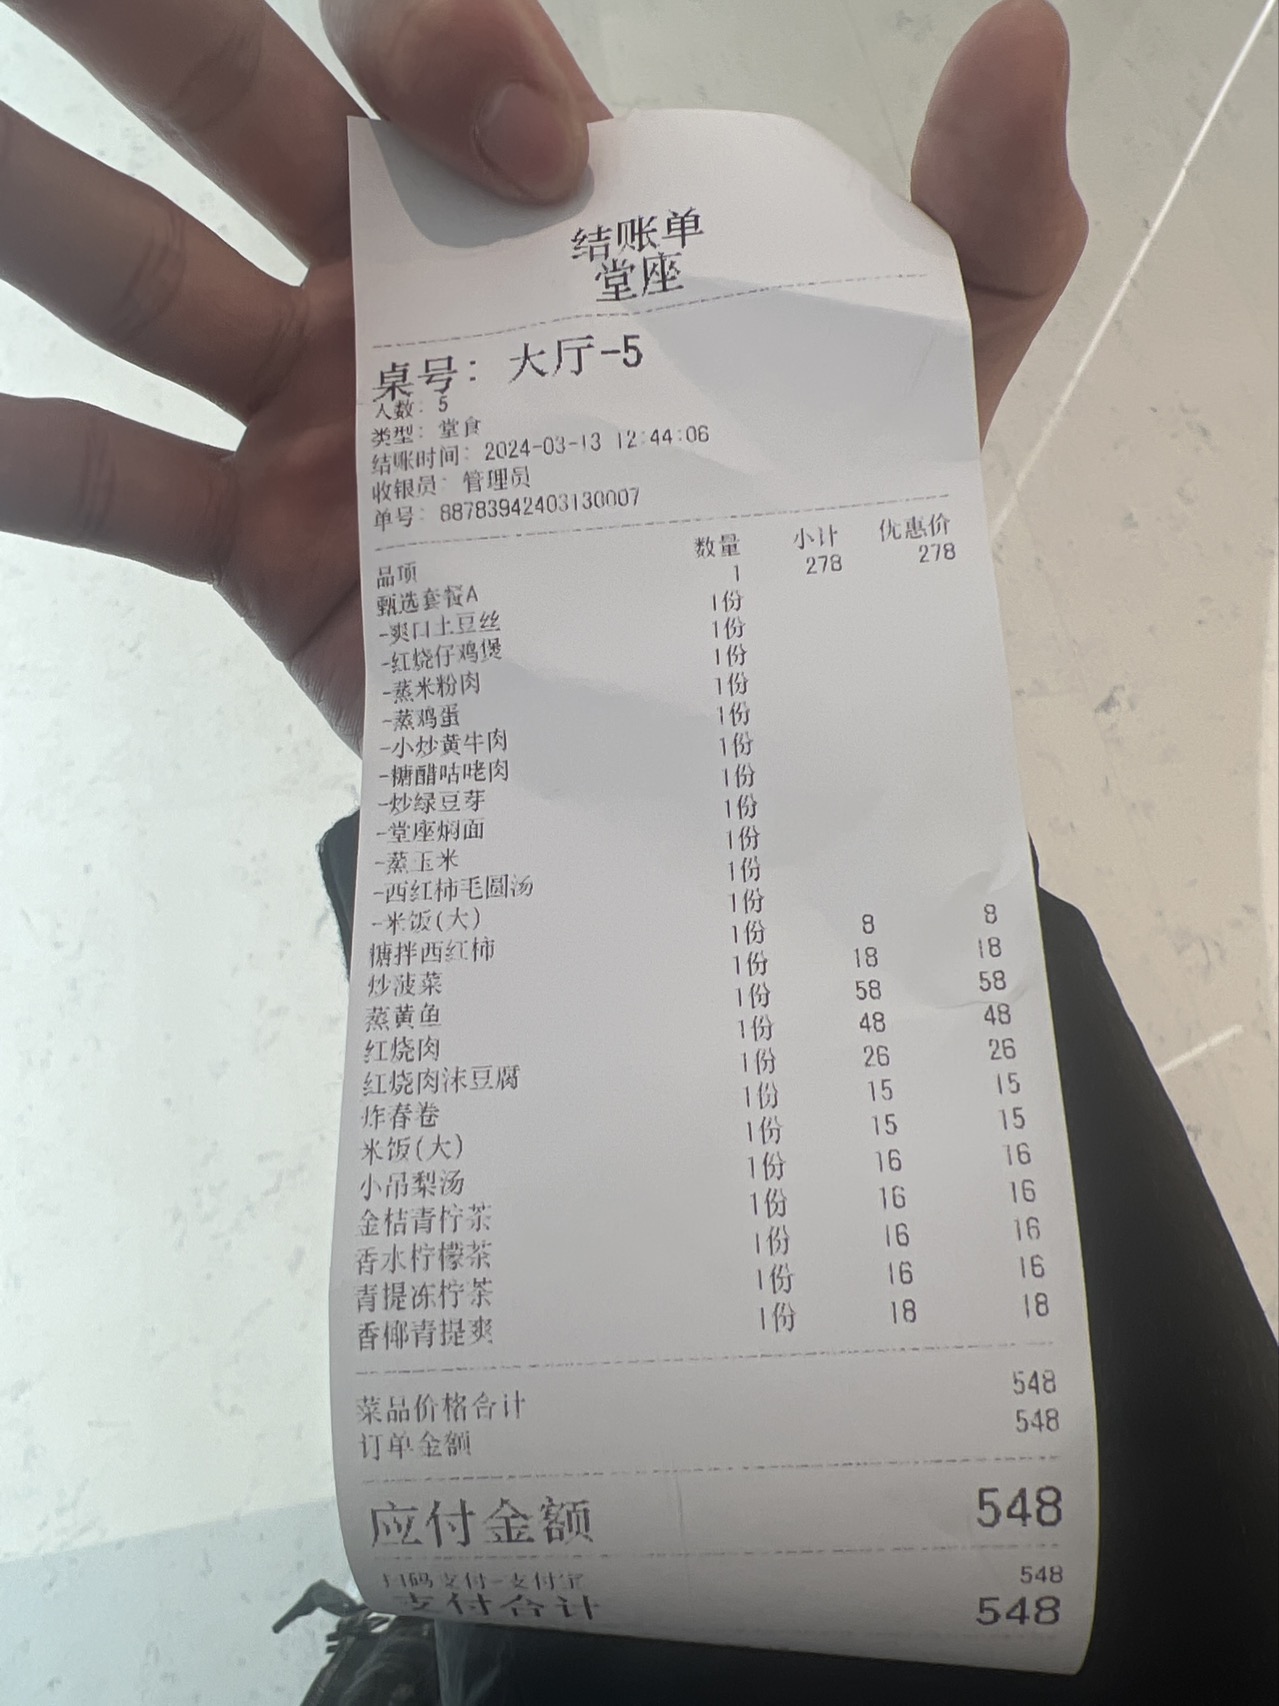 结账单
堂座
桌号: 大厅-5
人数: 5
类型: 堂食
结账时间: 2024-03-13 12:44:06
收银员: 管理员
单号: 88783942403130007
品项 数量 小计 优惠价
甄选套餐A 1 278 278
-爽口土豆丝 1份
-红烧仔鸡煲 1份
-蒸米粉肉 1份
-蒸鸡蛋 1份
-小炒黄牛肉 1份
-糖醋咕咾肉 1份
-炒绿豆芽 1份
-堂座焖面 1份
-蒸玉米 1份
-西红柿毛圆汤 1份
-米饭(大) 1份
糖拌西红柿 1份 8 8
炒菠菜 1份 18 18
蒸黄鱼 1份 58 58
红烧肉 1份 48 48
红烧肉沫豆腐 1份 26 26
炸春卷 1份 15 15
米饭(大) 1份 15 15
小吊梨汤 1份 16 16
金桔青柠茶 1份 16 16
香水柠檬茶 1份 16 16
青提冻柠茶 1份 16 16
香椰青提爽 1份 18 18
菜品价格合计 548
订单金额 548
应付金额 548
扫码支付-支付宝 548
支付合计 548